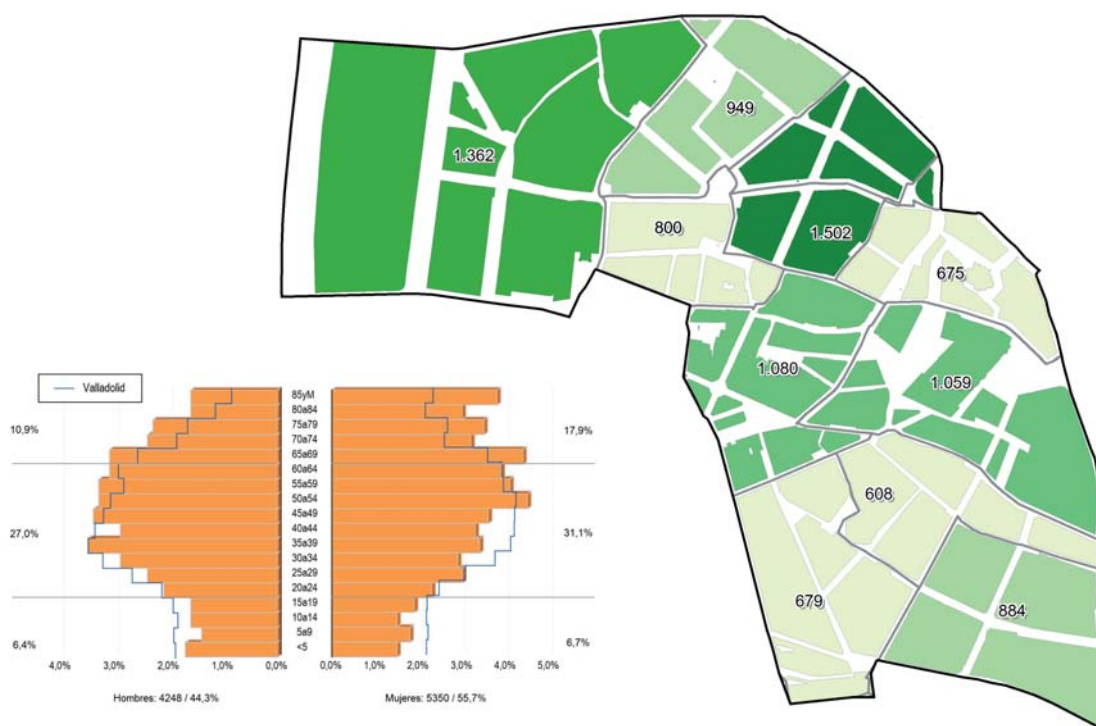 949
1.362
800
1.502
675
1.080
1.059
608
679
884
Valladolid
85yM
80a84
75a79
10,9%
17,9%
70a74
65a69
60a64
55a59
50a54
45a49
40a44
27,0%
31,1%
35a39
30a34
25a29
20a24
15a19
10a14
5a9
6,4%
6,7%
<5
4,0% 3,0% 2,0% 1,0% 0,0% 0,0% 1,0% 2,0% 3,0% 4,0% 5,0%
Hombres: 4248 / 44,3% Mujeres: 5350 / 55,7%